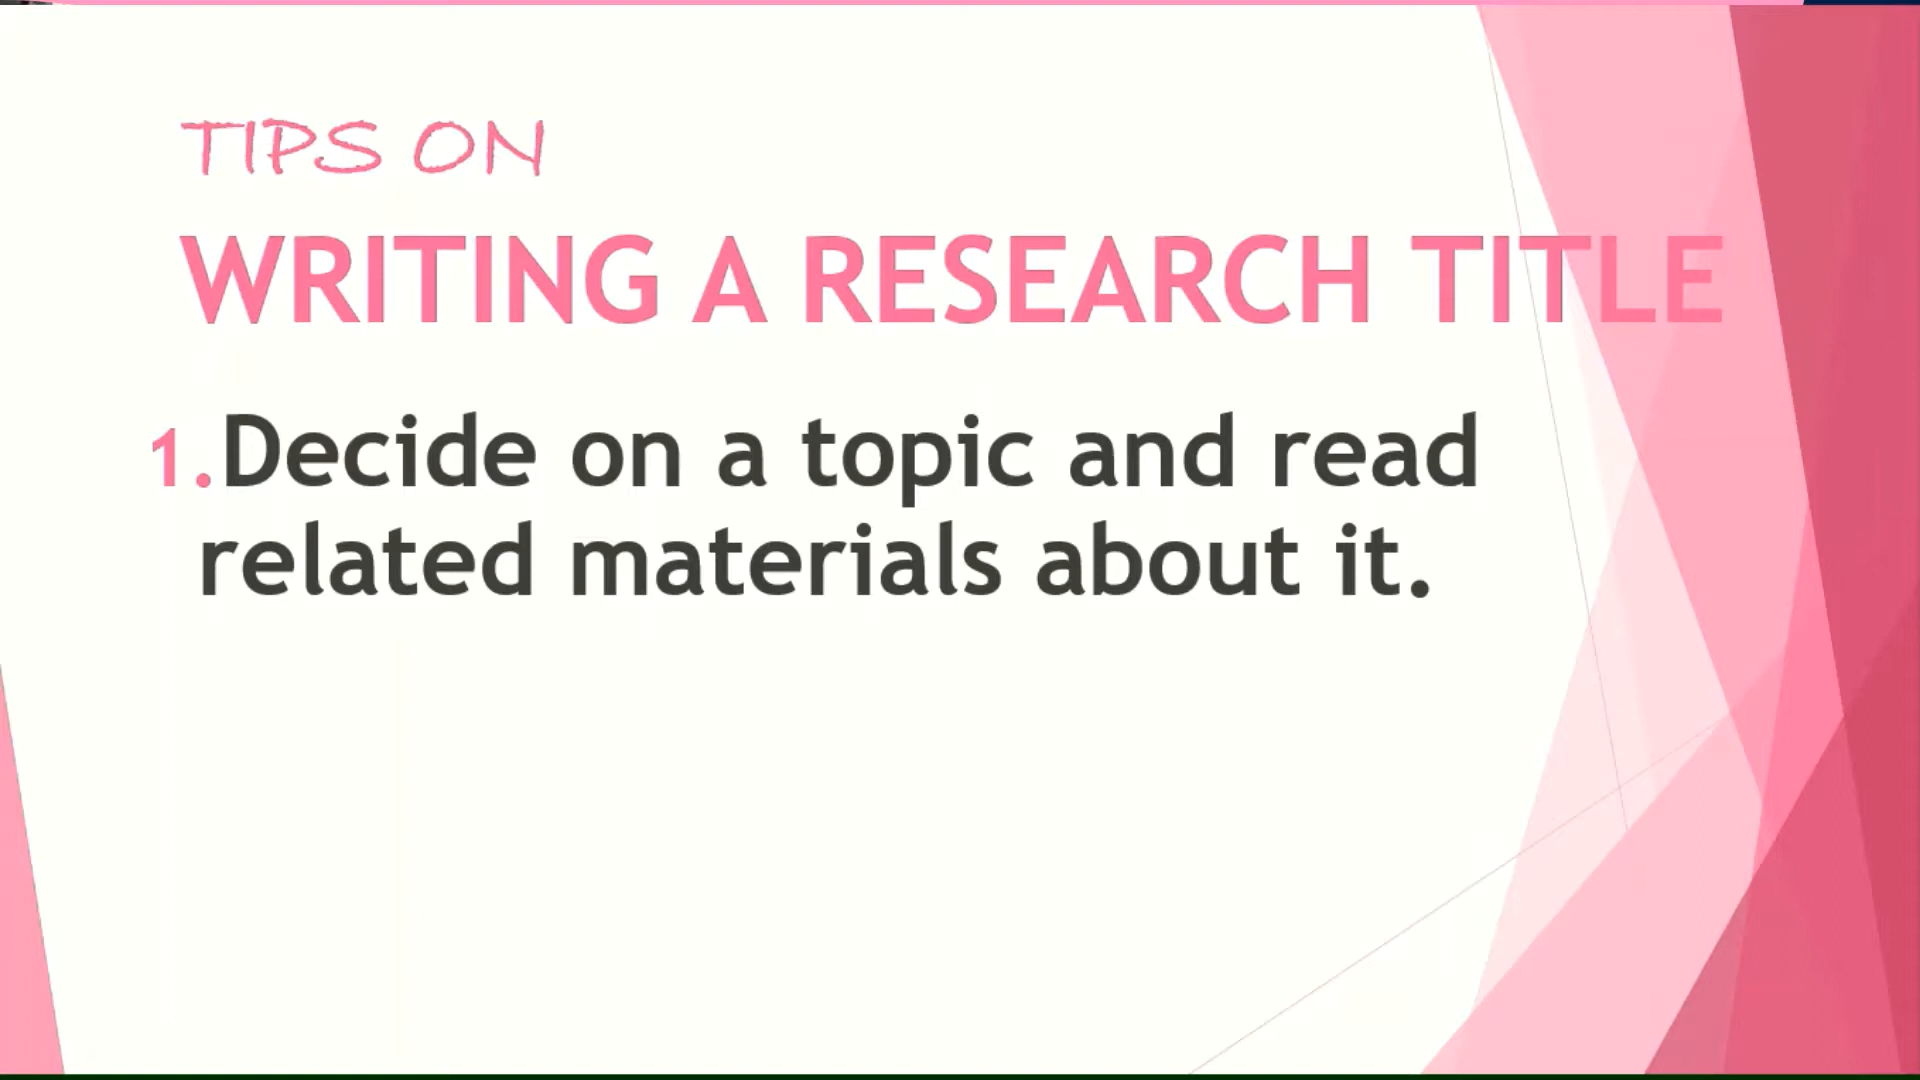 TIPS ON
WRITING A RESEARCH TITLE
1.Decide on a topic and read
related materials about it.